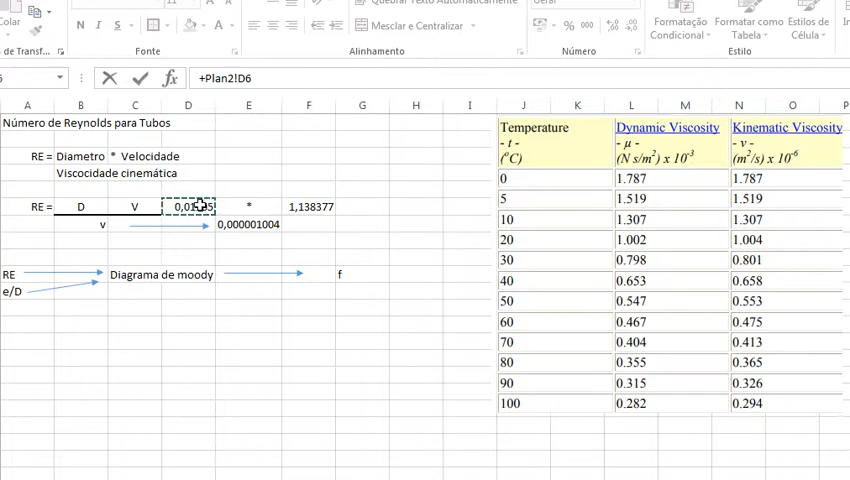 Colar
N K S
Quebrar Texto Automaticamente
Geral
Mesclar e Centralizar
% 000
Formatação Condicional
Formatar como Tabela
Estilos de Célula
de Transf...
Fonte
Alinhamento
Número
Estilo
fx +Plan2!D6
A B C D E F G H I J K L M N O P
Número de Reynolds para Tubos
RE = Diametro * Velocidade
Viscocidade cinemática
RE = D V * 1,138377
v 0,000001004
RE Diagrama de moody f
e/D
Temperature Dynamic Viscosity Kinematic Viscosity
- t - - μ - - ν -
(°C) (N s/m²) x 10⁻³ (m²/s) x 10⁻⁶
0 1.787 1.787
5 1.519 1.519
10 1.307 1.307
20 1.002 1.004
30 0.798 0.801
40 0.653 0.658
50 0.547 0.553
60 0.467 0.475
70 0.404 0.413
80 0.355 0.365
90 0.315 0.326
100 0.282 0.294